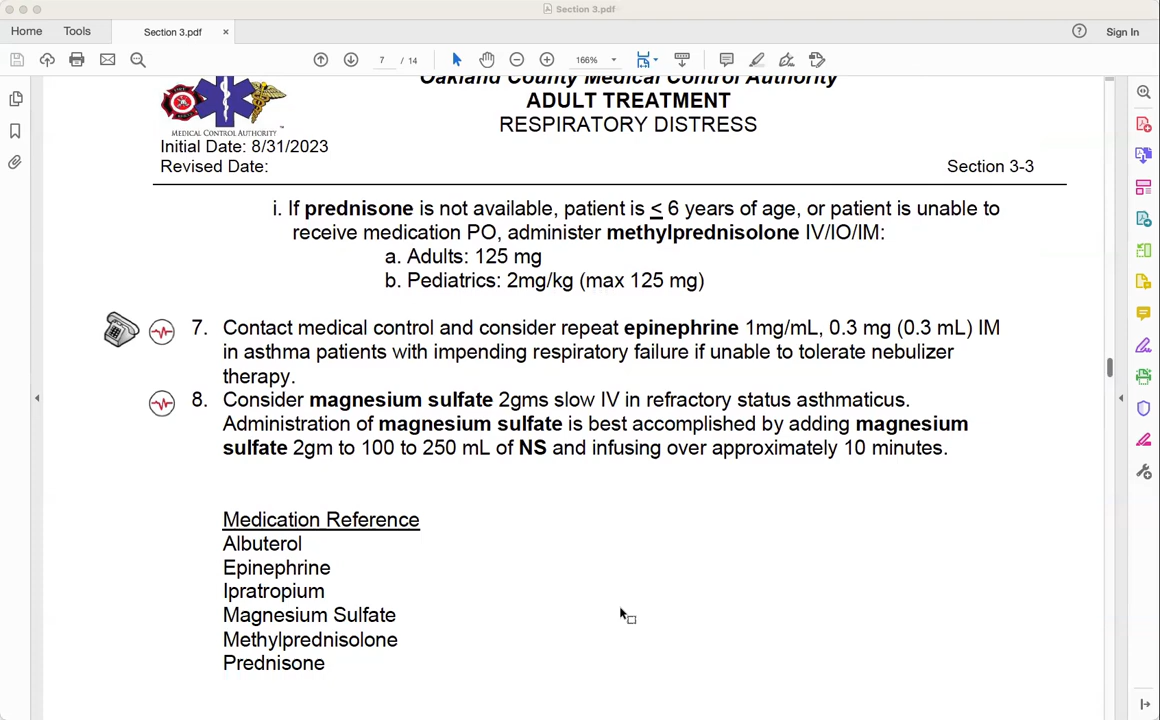 Section 3.pdf
Home Tools Section 3.pdf × Sign In
7 / 14 166%
Oakland County Medical Control Authority
ADULT TREATMENT
RESPIRATORY DISTRESS
MEDICAL CONTROL AUTHORITY
Initial Date: 8/31/2023
Revised Date: Section 3-3
i. If prednisone is not available, patient is < 6 years of age, or patient is unable to
receive medication PO, administer methylprednisolone IV/IO/IM:
a. Adults: 125 mg
b. Pediatrics: 2mg/kg (max 125 mg)
7. Contact medical control and consider repeat epinephrine 1mg/mL, 0.3 mg (0.3 mL) IM
in asthma patients with impending respiratory failure if unable to tolerate nebulizer
therapy.
8. Consider magnesium sulfate 2gms slow IV in refractory status asthmaticus.
Administration of magnesium sulfate is best accomplished by adding magnesium
sulfate 2gm to 100 to 250 mL of NS and infusing over approximately 10 minutes.
Medication Reference
Albuterol
Epinephrine
Ipratropium
Magnesium Sulfate
Methylprednisolone
Prednisone